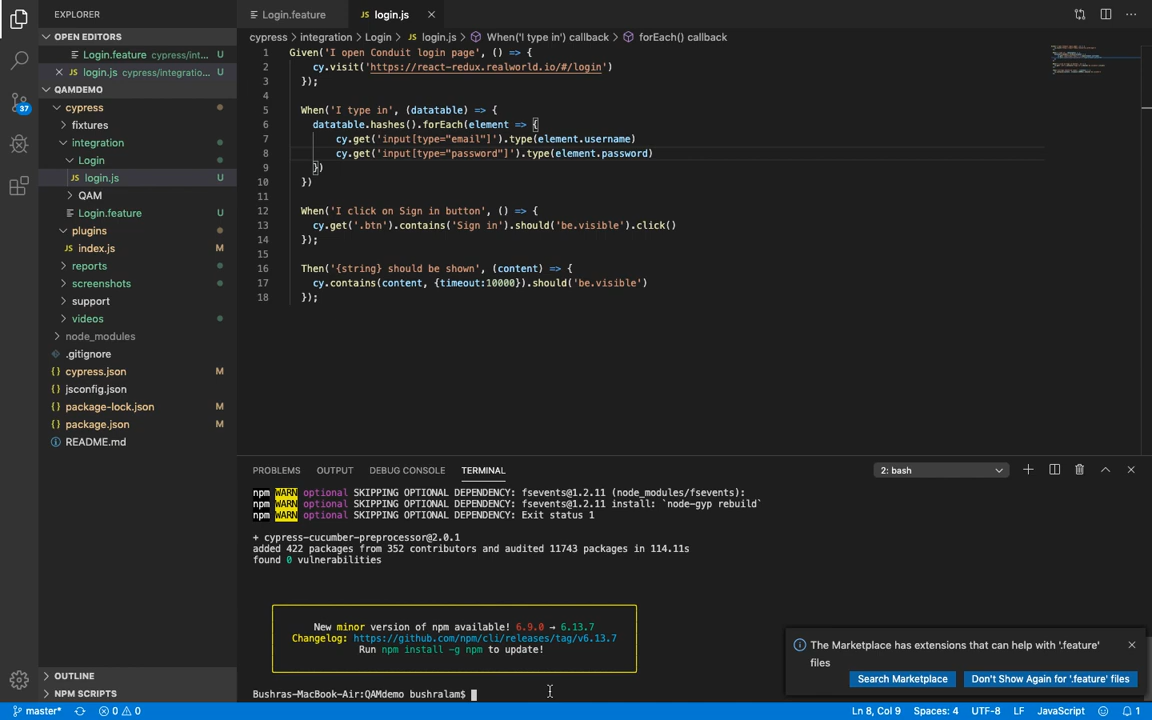 EXPLORER
OPEN EDITORS
Login.feature cypress/int... U
login.js cypress/integratio... U
QAMDEMO
cypress
fixtures
integration
Login
JS login.js U
QAM
Login.feature U
plugins
JS index.js M
reports
screenshots
support
videos
node_modules
.gitignore
{} cypress.json M
{} jsconfig.json
{} package-lock.json M
{} package.json M
README.md
OUTLINE
NPM SCRIPTS
37
Login.feature JS login.js
cypress > integration > Login > JS login.js > When('I type in') callback > forEach() callback
1 Given('I open Conduit login page', () => {
2 cy.visit('https://react-redux.realworld.io/#/login')
3 });
4
5 When('I type in', (datatable) => {
6 datatable.hashes().forEach(element => {
7 cy.get('input[type="email"]').type(element.username)
8 cy.get('input[type="password"]').type(element.password)
9 })
10 })
11
12 When('I click on Sign in button', () => {
13 cy.get('.btn').contains('Sign in').should('be.visible').click()
14 });
15
16 Then('{string} should be shown', (content) => {
17 cy.contains(content, {timeout:10000}).should('be.visible')
18 });
PROBLEMS OUTPUT DEBUG CONSOLE TERMINAL 2: bash
npm WARN optional SKIPPING OPTIONAL DEPENDENCY: fsevents@1.2.11 (node_modules/fsevents):
npm WARN optional SKIPPING OPTIONAL DEPENDENCY: fsevents@1.2.11 install: `node-gyp rebuild`
npm WARN optional SKIPPING OPTIONAL DEPENDENCY: Exit status 1
+ cypress-cucumber-preprocessor@2.0.1
added 422 packages from 352 contributors and audited 11743 packages in 114.11s
found 0 vulnerabilities
New minor version of npm available! 6.9.0 → 6.13.7
Changelog: https://github.com/npm/cli/releases/tag/v6.13.7
Run npm install -g npm to update!
Bushras-MacBook-Air:QAMdemo bushralam$
The Marketplace has extensions that can help with '.feature'
files
Search Marketplace Don't Show Again for '.feature' files
master* 0 0 Ln 8, Col 9 Spaces: 4 UTF-8 LF JavaScript 1